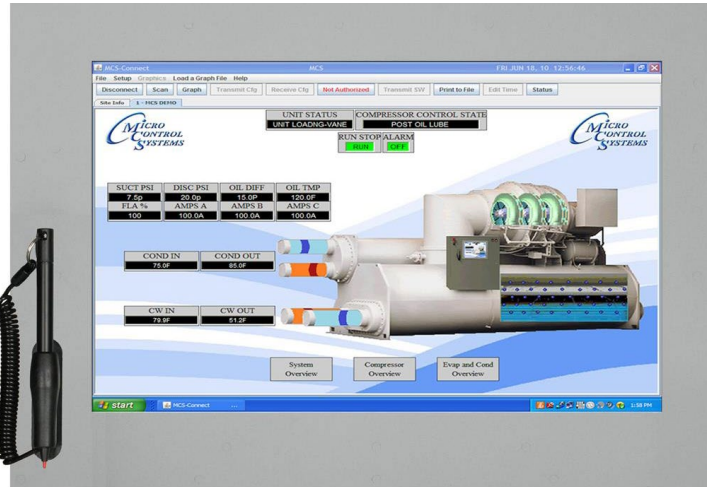 MCS-Connect
MCS
FRI JUN 18, 10 12:56:46
File Setup Graphics Load a Graph File Help
Disconnect Scan Graph Transmit Cfg Receive Cfg Not Authorized Transmit SW Print to File Edit Time Status
Site Info 1 - MCS DEMO
MICRO
CONTROL
SYSTEMS
UNIT STATUS COMPRESSOR CONTROL STATE
UNIT LOADNG-VANE POST OIL LUBE
RUN STOP ALARM
RUN OFF
MICRO
CONTROL
SYSTEMS
SUCT PSI DISC PSI OIL DIFF OIL TMP
7.5p 20.0p 15.0P 120.0F
FLA % AMPS A AMPS B AMPS C
100 100.0A 100.0A 100.0A
COND IN COND OUT
75.0F 85.0F
CW IN CW OUT
79.9F 51.2F
System Compressor Evap and Cond
Overview Overview Overview
start MCS-Connect ... 1:58 PM